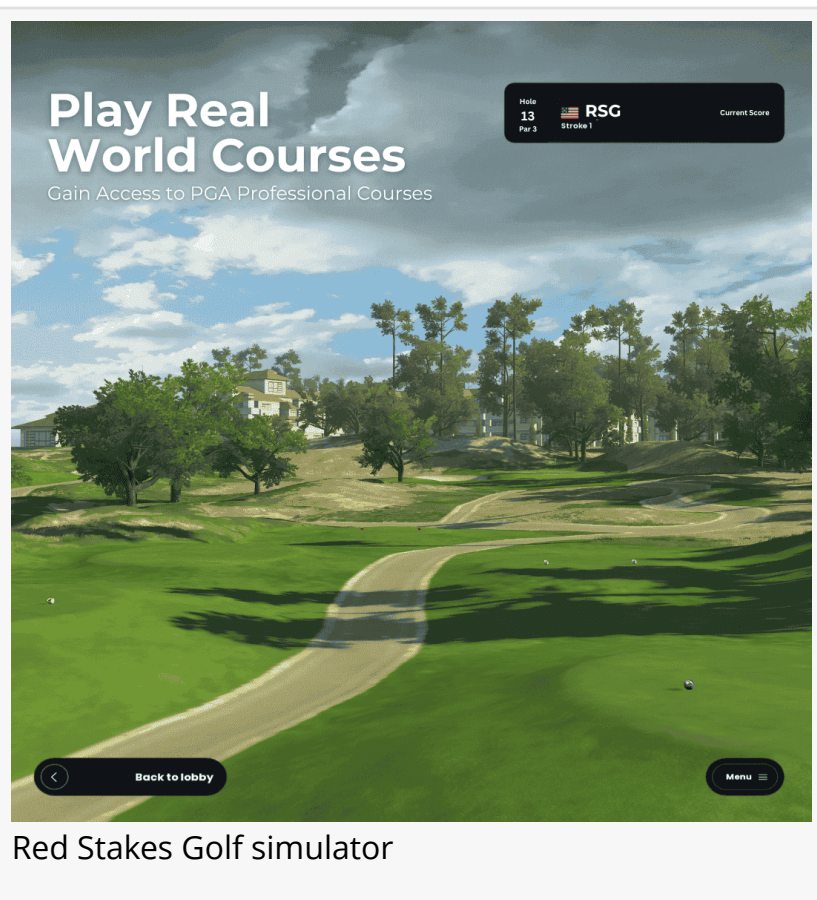 Play Real
World Courses
Gain Access to PGA Professional Courses
Hole
13
Par 3
RSG
Stroke 1
Current Score
Back to lobby
Menu
Red Stakes Golf simulator